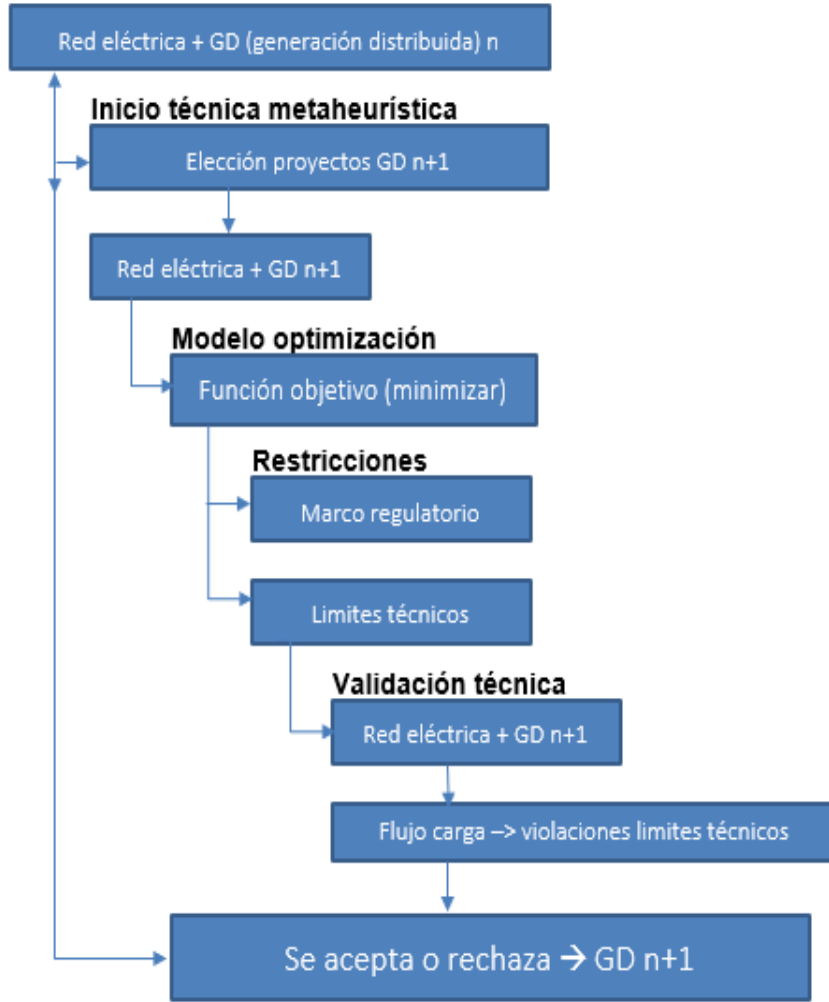 Red eléctrica + GD (generación distribuida) n
Inicio técnica metaheurística
Elección proyectos GD n+1
Red eléctrica + GD n+1
Modelo optimización
Función objetivo (minimizar)
Restricciones
Marco regulatorio
Limites técnicos
Validación técnica
Red eléctrica + GD n+1
Flujo carga –> violaciones limites técnicos
Se acepta o rechaza → GD n+1